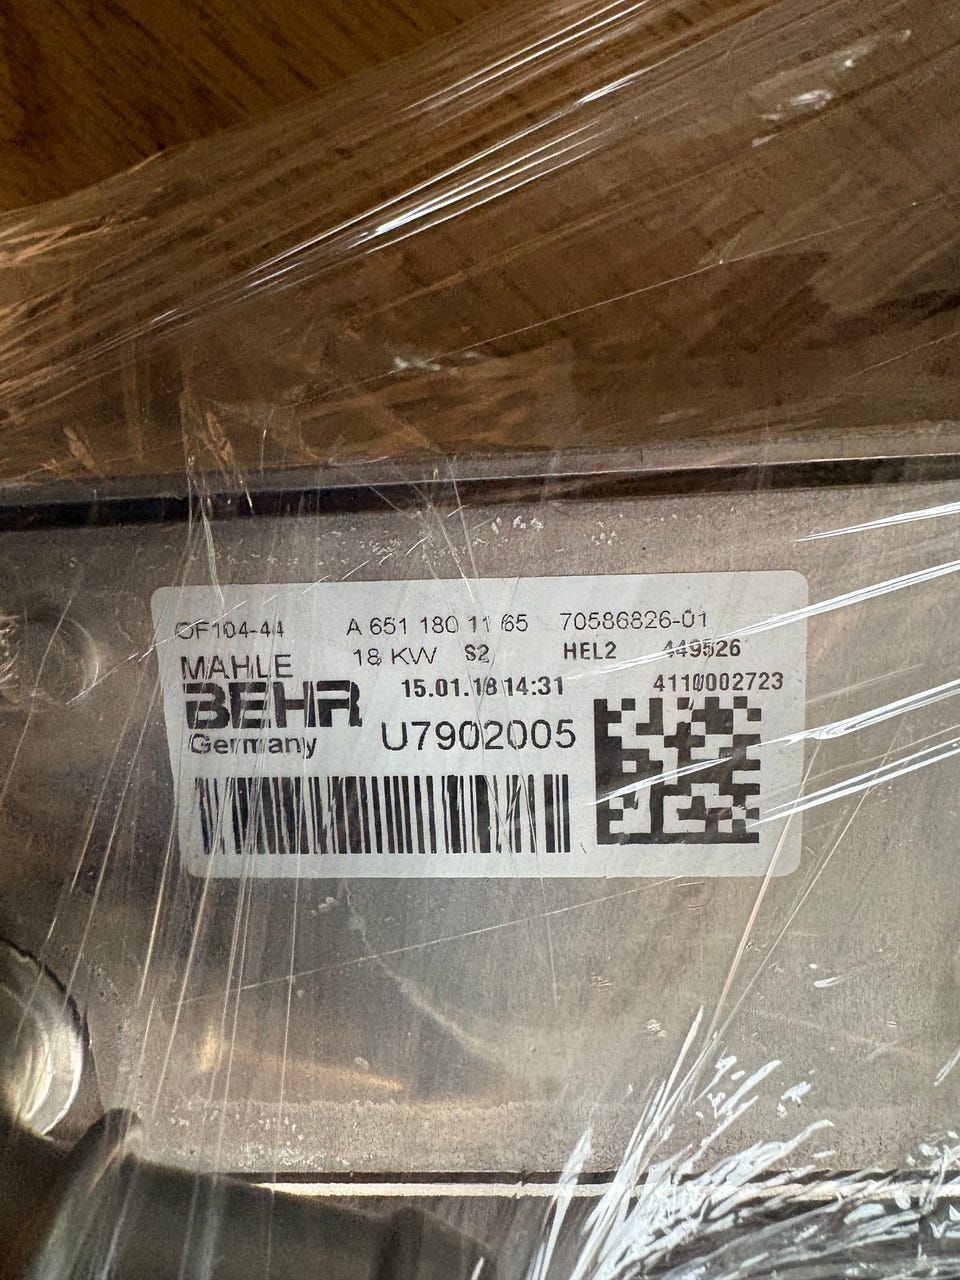 OF104-44 A 651 180 11 65 70586826-01
MAHLE 18 KW S2 HEL2 449526
BEHR 15.01.18 14:31 4110002723
Germany U7902005